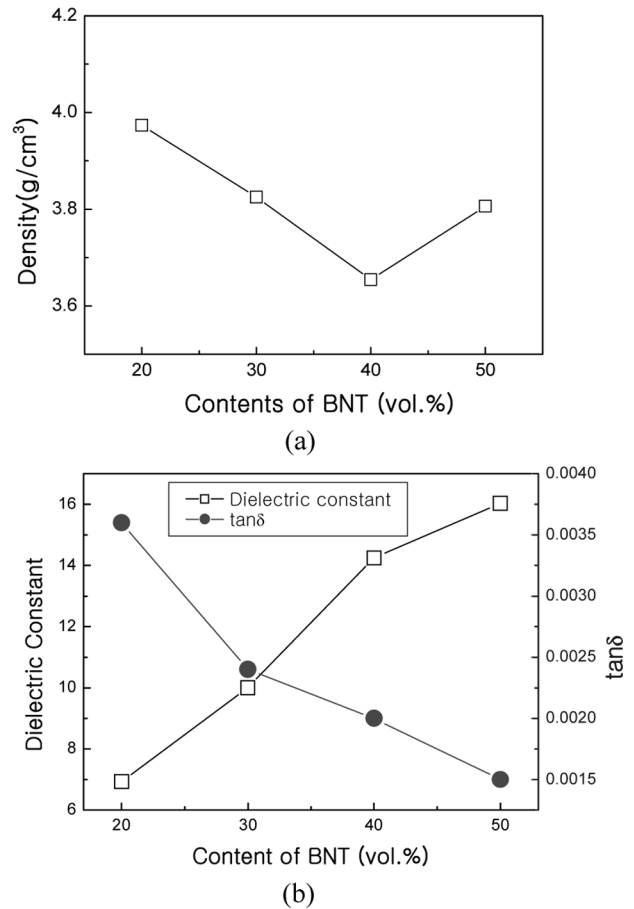 4.2
4.0
3.8
3.6
Density(g/cm³)
20 30 40 50
Contents of BNT (vol.%)
(a)
Dielectric constant
tanδ
16
14
12
10
8
6
Dielectric Constant
0.0040
0.0035
0.0030
0.0025
0.0020
0.0015
tanδ
20 30 40 50
Content of BNT (vol.%)
(b)